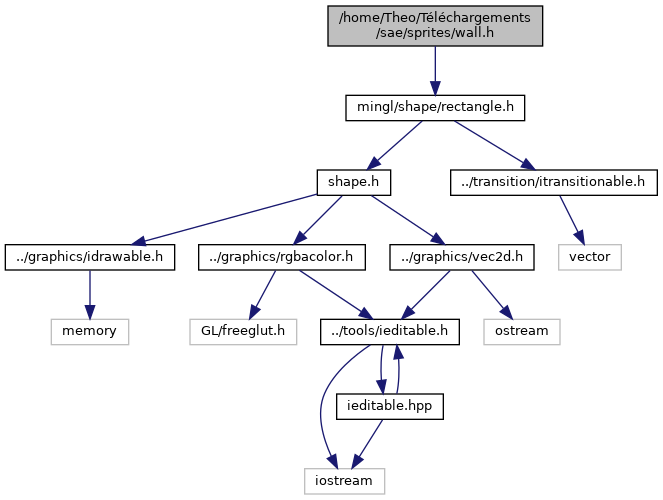 /home/Theo/Téléchargements
/sae/sprites/wall.h
mingl/shape/rectangle.h
shape.h
../transition/itransitionable.h
../graphics/idrawable.h
../graphics/rgbacolor.h
../graphics/vec2d.h
vector
memory
GL/freeglut.h
../tools/ieditable.h
ostream
ieditable.hpp
iostream